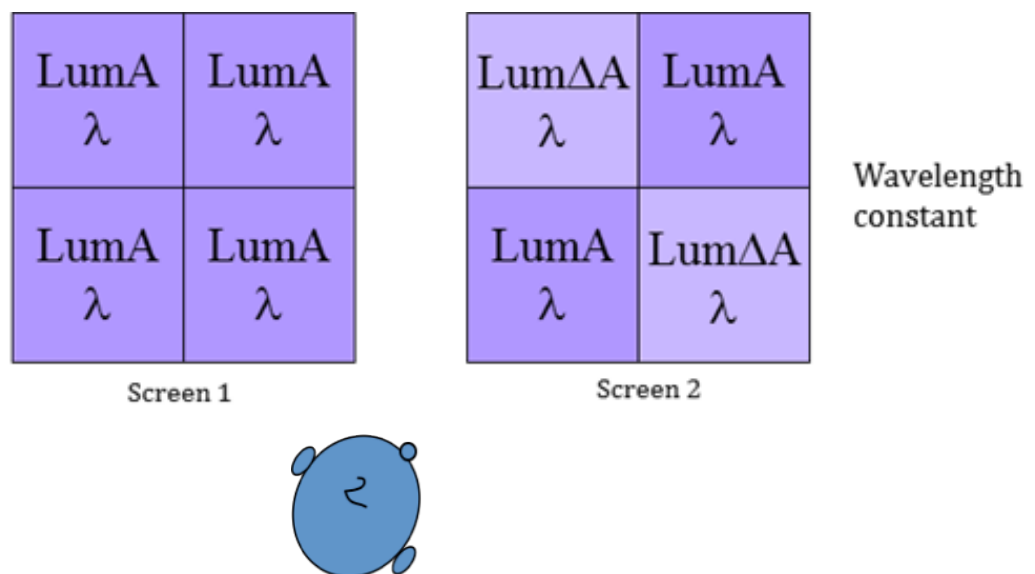 LumA LumA
λ λ
LumA LumA
λ λ
Screen 1
LumΔA LumA
λ λ
LumA LumΔA
λ λ
Screen 2
Wavelength
constant